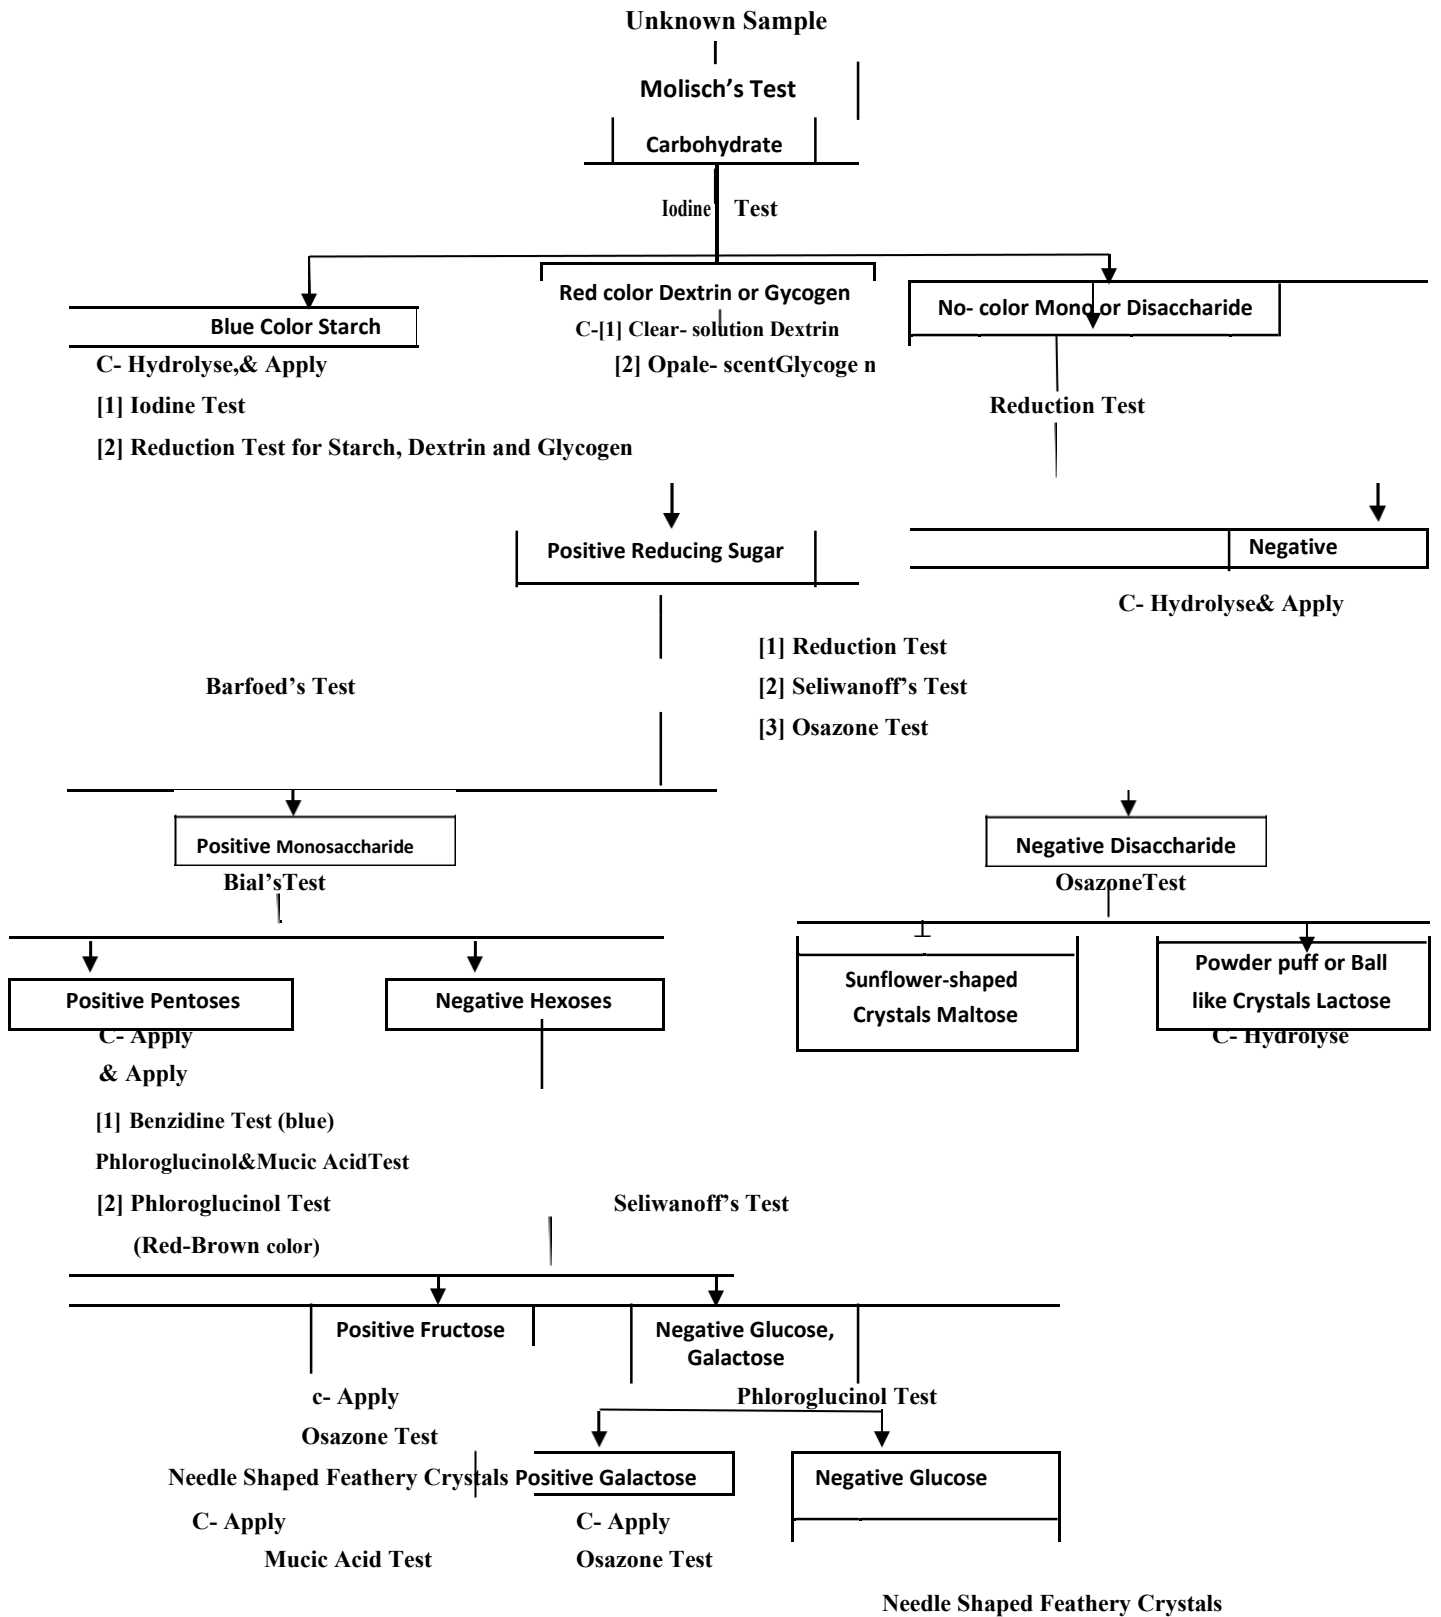 Unknown Sample
Molisch's Test
Carbohydrate
Iodine Test
Red color Dextrin or Gycogen
No- color Mono or Disaccharide
Blue Color Starch
C-[1] Clear- solution Dextrin
C- Hydrolyse,& Apply
[2] Opale- scentGlycoge n
[1] Iodine Test
Reduction Test
[2] Reduction Test for Starch, Dextrin and Glycogen
Positive Reducing Sugar
Negative
C- Hydrolyse& Apply
[1] Reduction Test
Barfoed's Test
[2] Seliwanoff's Test
[3] Osazone Test
Positive Monosaccharide
Negative Disaccharide
Bial'sTest
OsazoneTest
Positive Pentoses
Negative Hexoses
Sunflower-shaped
Crystals Maltose
Powder puff or Ball
like Crystals Lactose
C- Apply
C- Hydrolyse
& Apply
[1] Benzidine Test (blue)
Phloroglucinol&Mucic AcidTest
[2] Phloroglucinol Test
Seliwanoff's Test
(Red-Brown color)
Positive Fructose
Negative Glucose,
Galactose
c- Apply
Phloroglucinol Test
Osazone Test
Needle Shaped Feathery Crystals
Positive Galactose
Negative Glucose
C- Apply
C- Apply
Mucic Acid Test
Osazone Test
Needle Shaped Feathery Crystals